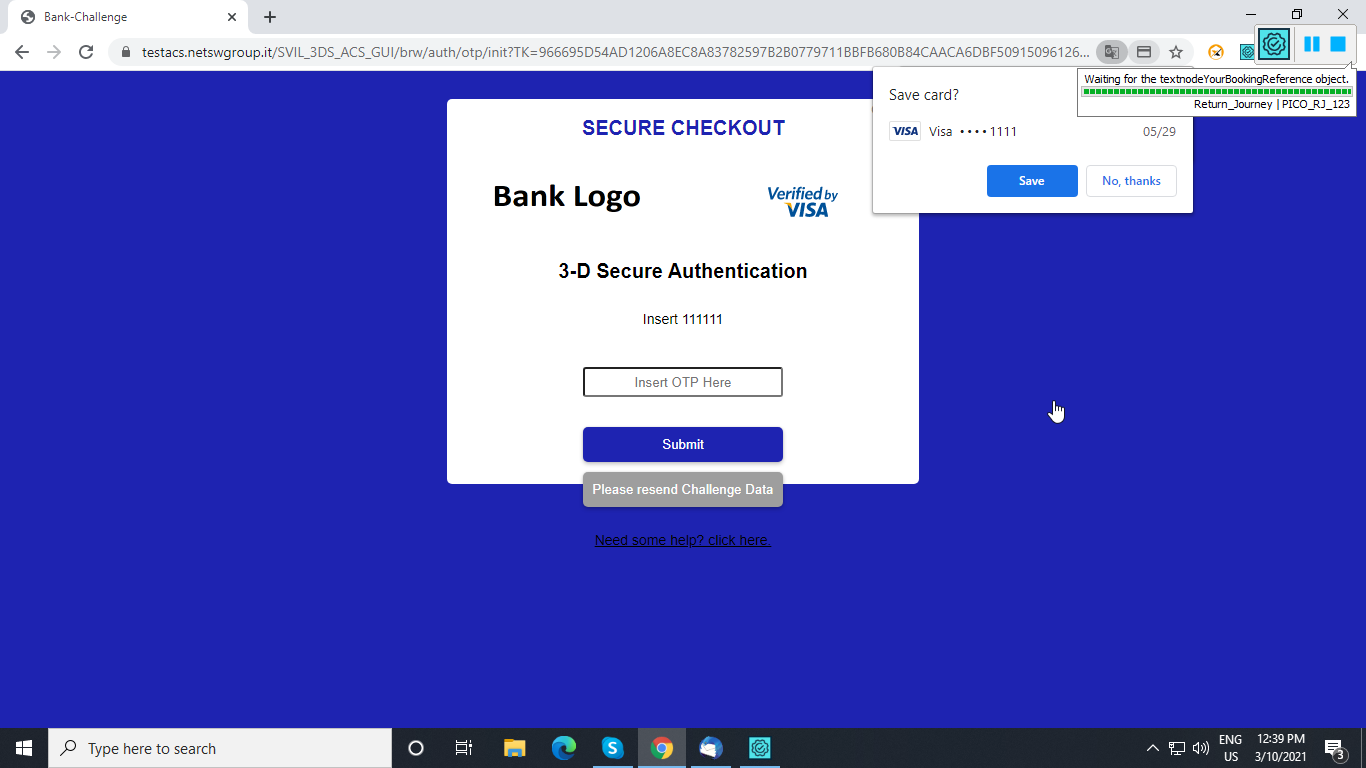 Bank-Challenge
testacs.netswgroup.it/SVIL_3DS_ACS_GUI/brw/auth/otp/init?TK=966695D54AD1206A8EC8A83782597B2B0779711BBFB680B84CAACA6DBF50915096126...
Waiting for the textnodeYourBookingReference object.
Return_Journey | PICO_RJ_123
Save card?
VISA Visa •••• 1111 05/29
Save No, thanks
SECURE CHECKOUT
Bank Logo
Verified by
VISA
3-D Secure Authentication
Insert 111111
Insert OTP Here
Submit
Please resend Challenge Data
Need some help? click here.
Type here to search
ENG
US
12:39 PM
3/10/2021
3